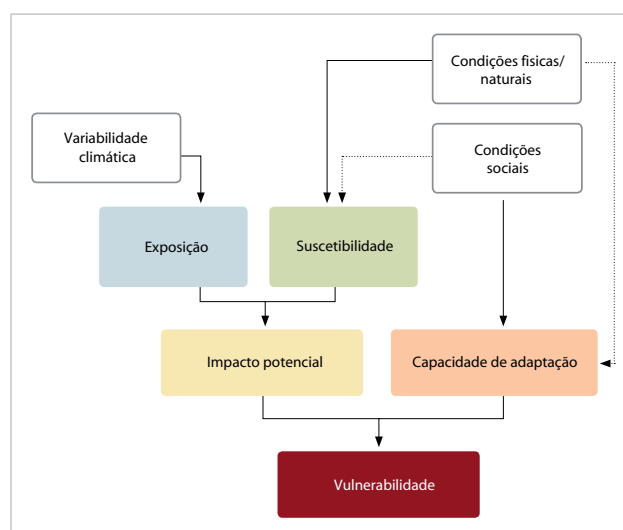 Condições fisicas/
naturais
Variabilidade
climática
Condições
sociais
Exposição
Suscetibilidade
Impacto potencial
Capacidade de adaptação
Vulnerabilidade